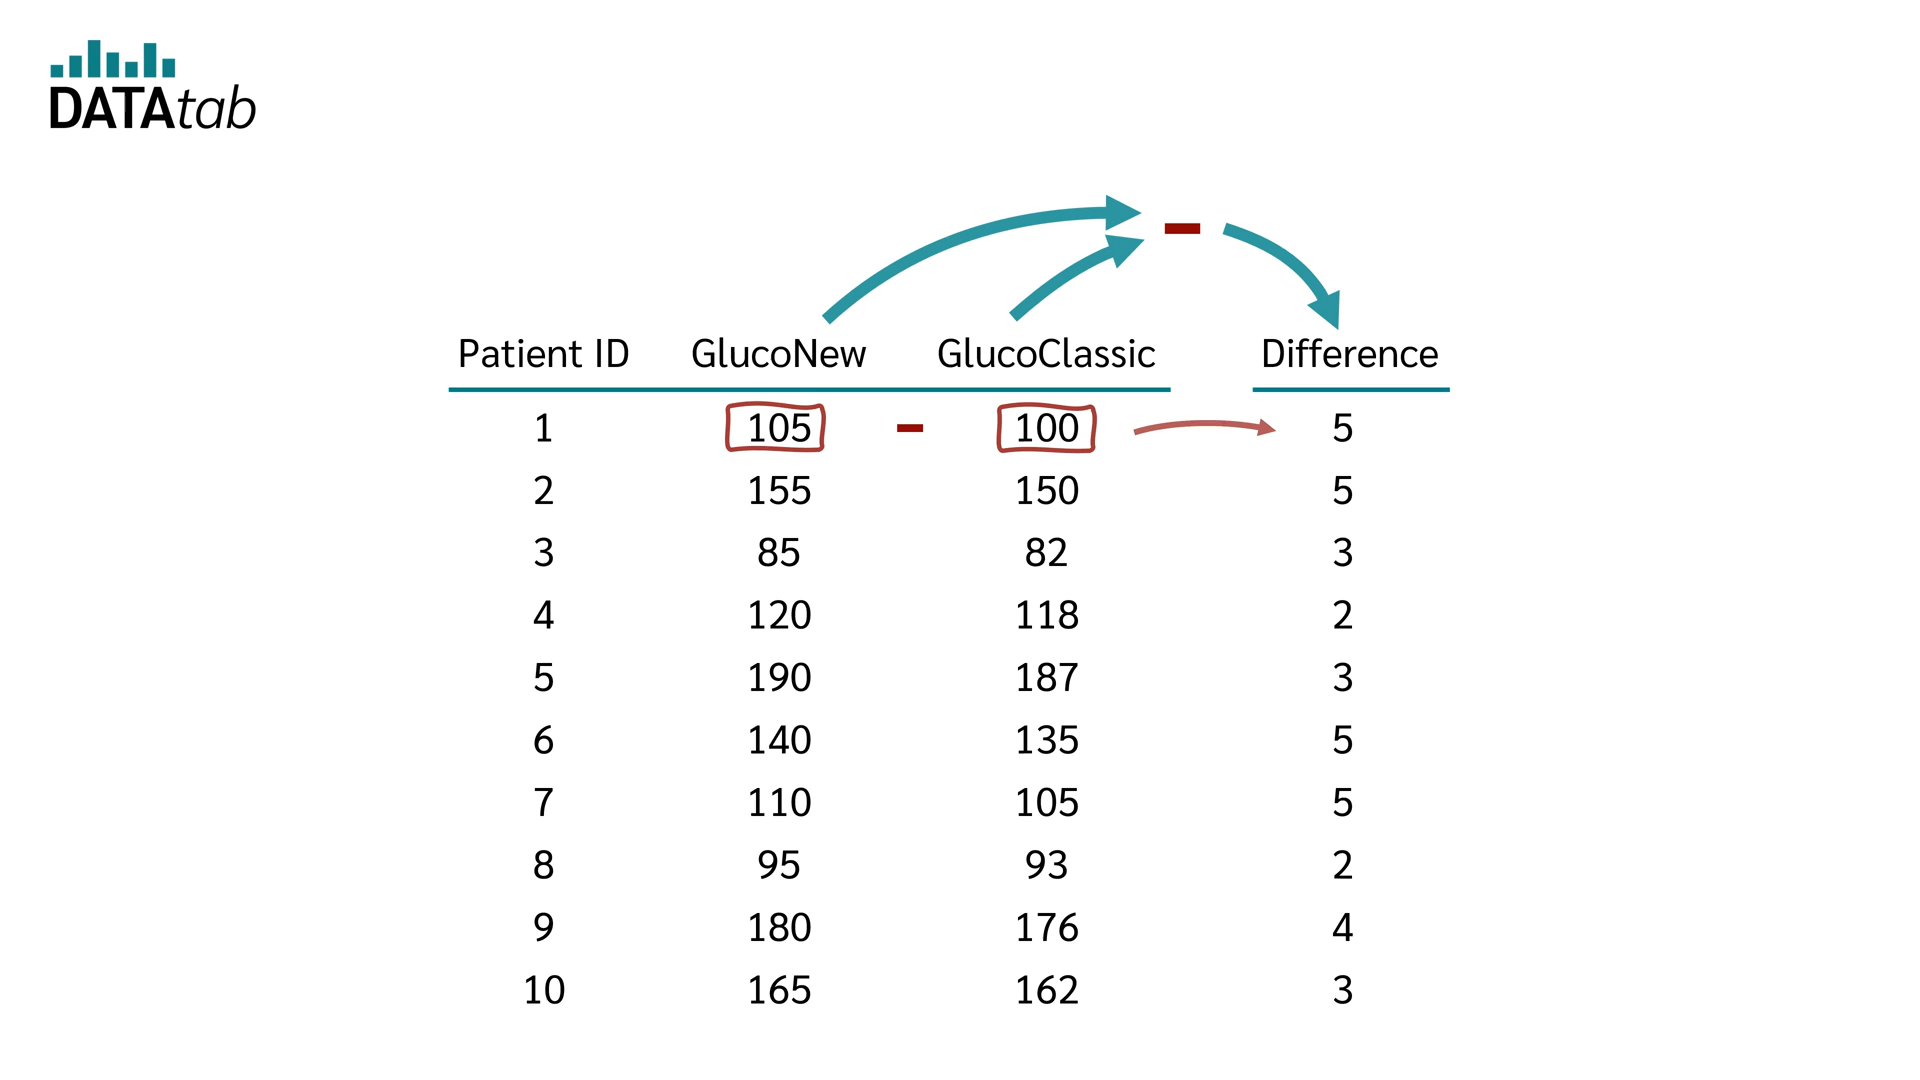 DATAtab
Patient ID GlucoNew GlucoClassic Difference
1 105 - 100 5
2 155 150 5
3 85 82 3
4 120 118 2
5 190 187 3
6 140 135 5
7 110 105 5
8 95 93 2
9 180 176 4
10 165 162 3